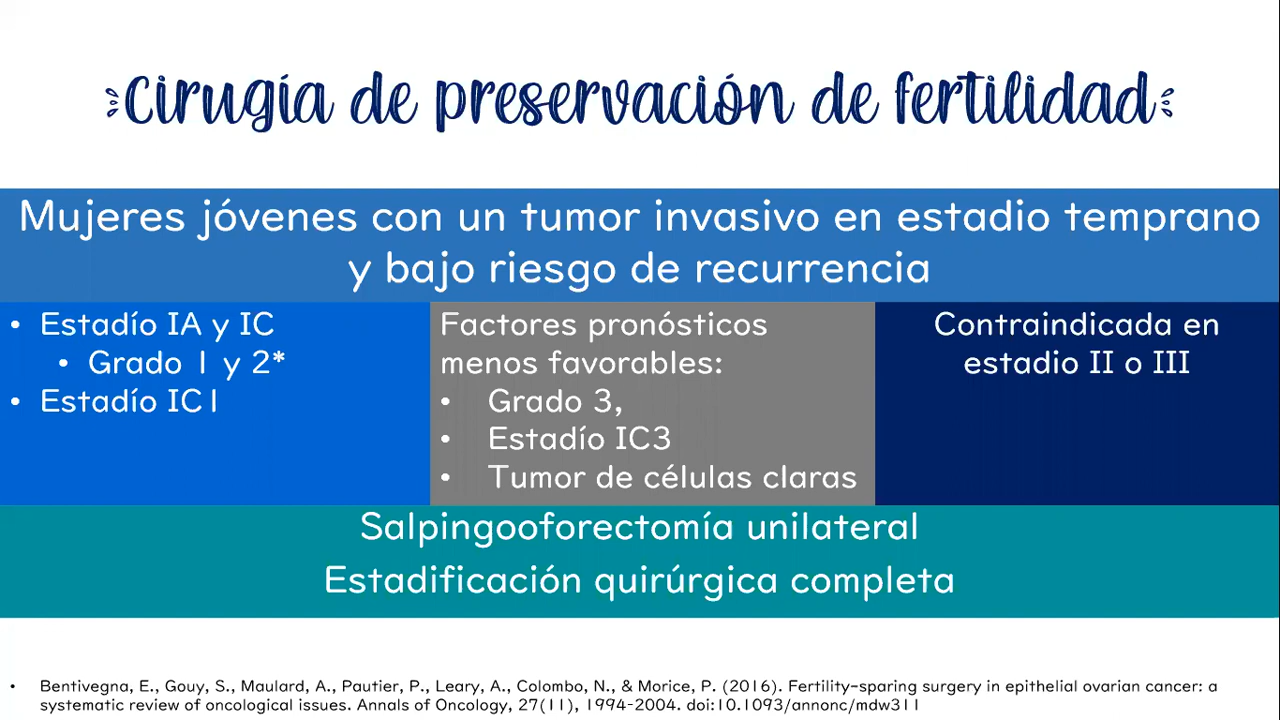 Cirugía de preservación de fertilidad
Mujeres jóvenes con un tumor invasivo en estadio temprano
y bajo riesgo de recurrencia
• Estadío IA y IC
• Grado 1 y 2*
• Estadío IC1
Factores pronósticos
menos favorables:
• Grado 3,
• Estadío IC3
• Tumor de células claras
Contraindicada en
estadio II o III
Salpingooforectomía unilateral
Estadificación quirúrgica completa
• Bentivegna, E., Gouy, S., Maulard, A., Pautier, P., Leary, A., Colombo, N., & Morice, P. (2016). Fertility-sparing surgery in epithelial ovarian cancer: a
systematic review of oncological issues. Annals of Oncology, 27(11), 1994-2004. doi:10.1093/annonc/mdw311